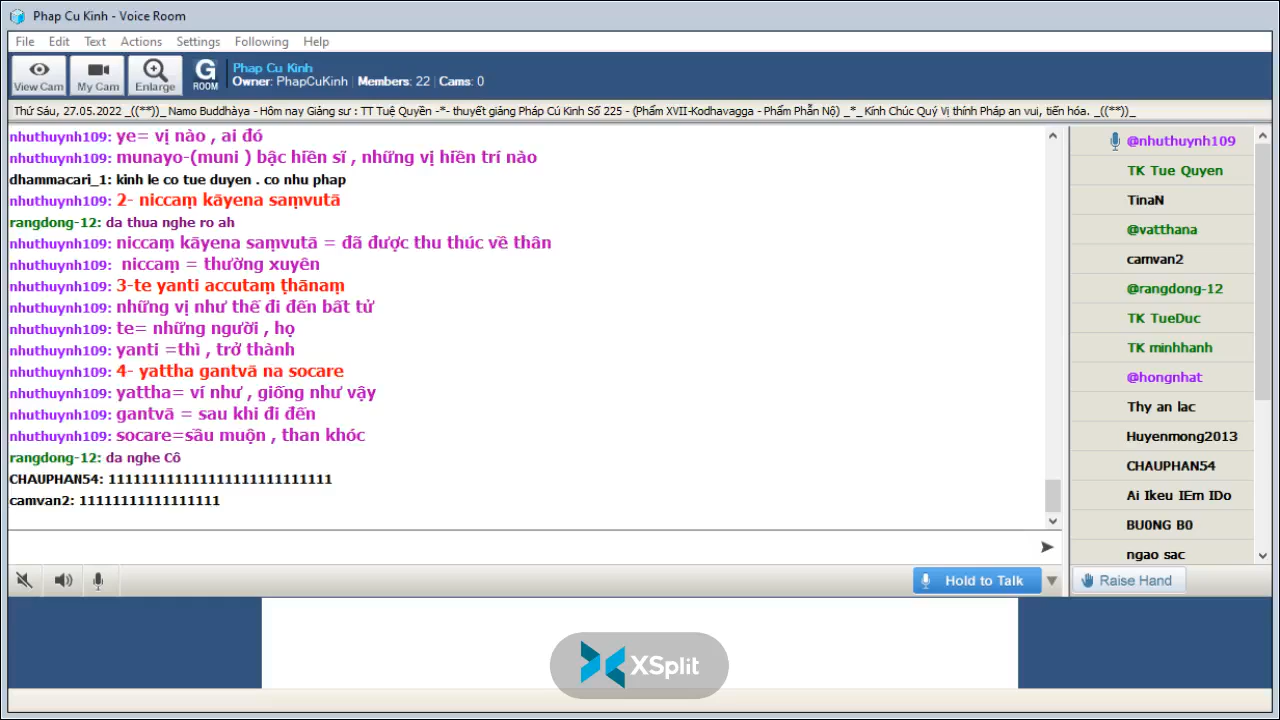 Phap Cu Kinh - Voice Room
File Edit Text Actions Settings Following Help
View Cam My Cam Enlarge G ROOM
Phap Cu Kinh
Owner: PhapCuKinh | Members: 22 | Cams: 0
Thứ Sáu, 27.05.2022 _((**))_ Namo Buddhàya - Hôm nay Giảng sư : TT Tuệ Quyền -*- thuyết giảng Pháp Cú Kinh Số 225 - (Phẩm XVII-Kodhavagga - Phẩm Phẫn Nộ) _*_ Kính Chúc Quý Vị thính Pháp an vui, tiến hóa. _((**))_
nhuthuynh109: ye= vị nào , ai đó
nhuthuynh109: munayo-(muni ) bậc hiền sĩ , những vị hiền trí nào
dhammacari_1: kinh le co tue duyen . co nhu phap
nhuthuynh109: 2- niccaṃ kāyena saṃvutā
rangdong-12: da thua nghe ro ah
nhuthuynh109: niccaṃ kāyena saṃvutā = đã được thu thúc về thân
nhuthuynh109: niccaṃ = thường xuyên
nhuthuynh109: 3-te yanti accutaṃ ṭhānaṃ
nhuthuynh109: những vị như thế đi đến bất tử
nhuthuynh109: te= những người , họ
nhuthuynh109: yanti =thì , trở thành
nhuthuynh109: 4- yattha gantvā na socare
nhuthuynh109: yattha= ví như , giống như vậy
nhuthuynh109: gantvā = sau khi đi đến
nhuthuynh109: socare=sầu muộn , than khóc
rangdong-12: da nghe Cô
CHAUPHAN54: 11111111111111111111111111111111
camvan2: 11111111111111111
@nhuthuynh109
TK Tue Quyen
TinaN
@vatthana
camvan2
@rangdong-12
TK TueDuc
TK minhhanh
@hongnhat
Thy an lac
Huyenmong2013
CHAUPHAN54
Ai Ikeu IEm IDo
BU0NG B0
ngao sac
Hold to Talk
Raise Hand
XSplit